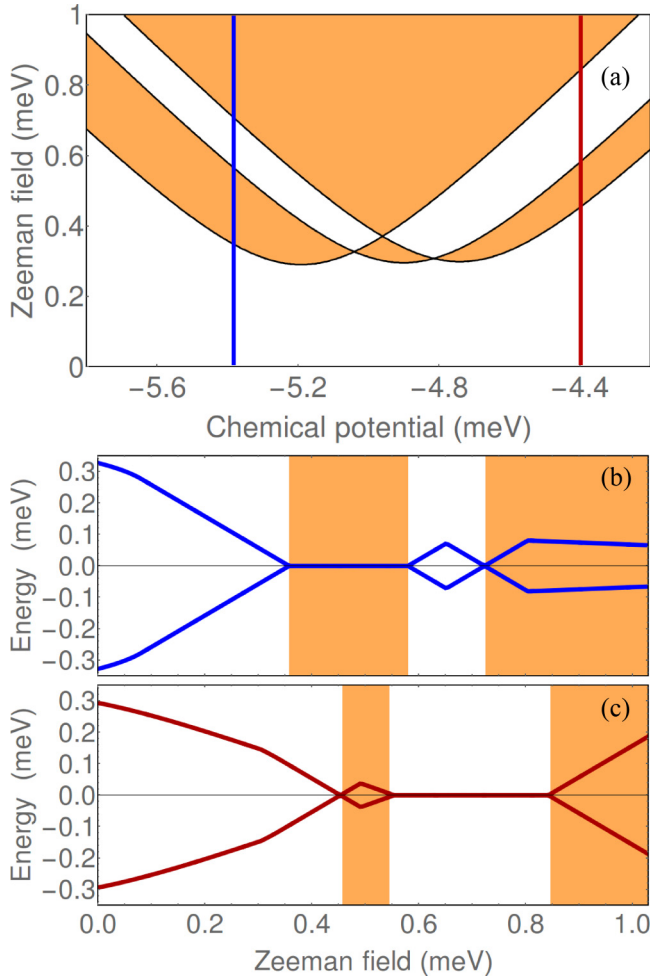 1
(a)
0.8
0.6
0.4
0.2
0
Zeeman field (meV)
−5.6 −5.2 −4.8 −4.4
Chemical potential (meV)
0.3
0.2
0.1
0.0
−0.1
−0.2
−0.3
Energy (meV)
(b)
0.3
0.2
0.1
0.0
−0.1
−0.2
−0.3
Energy (meV)
(c)
0.0 0.2 0.4 0.6 0.8 1.0
Zeeman field (meV)